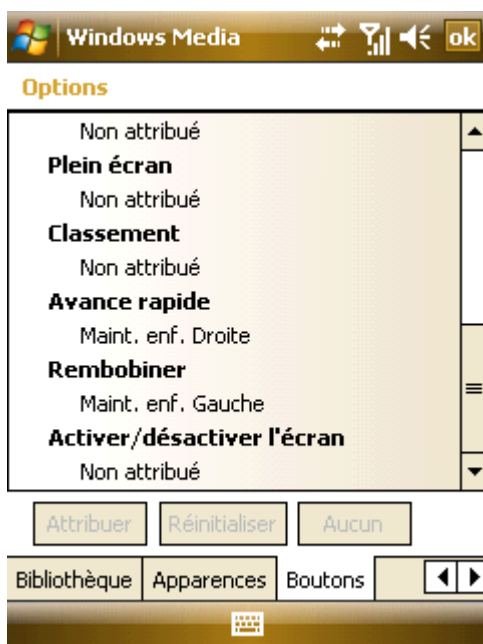 Windows Media ok
Options
Non attribué
Plein écran
Non attribué
Classement
Non attribué
Avance rapide
Maint. enf. Droite
Rembobiner
Maint. enf. Gauche
Activer/désactiver l'écran
Non attribué
Attribuer Réinitialiser Aucun
Bibliothèque Apparences Boutons